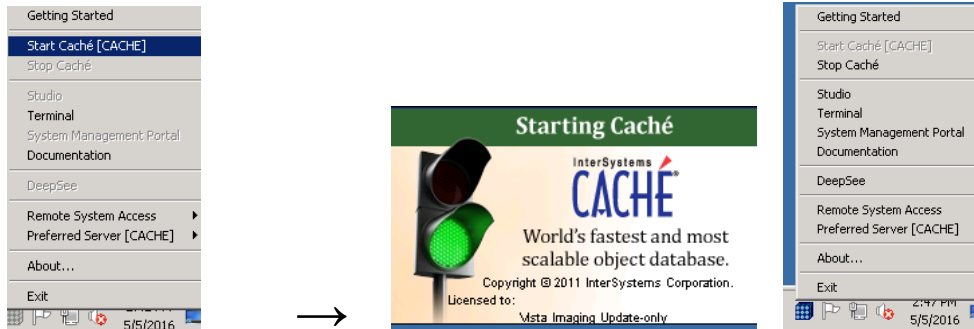 Getting Started
Start Caché [CACHE]
Stop Caché
Studio
Terminal
System Management Portal
Documentation
DeepSee
Remote System Access
Preferred Server [CACHE]
About...
Exit
5/5/2016
→
Starting Caché
InterSystems
CACHÉ®
World's fastest and most
scalable object database.
Copyright © 2011 InterSystems Corporation.
Licensed to:
Vista Imaging Update-only
Getting Started
Start Caché [CACHE]
Stop Caché
Studio
Terminal
System Management Portal
Documentation
DeepSee
Remote System Access
Preferred Server [CACHE]
About...
Exit
2:47 PM
5/5/2016